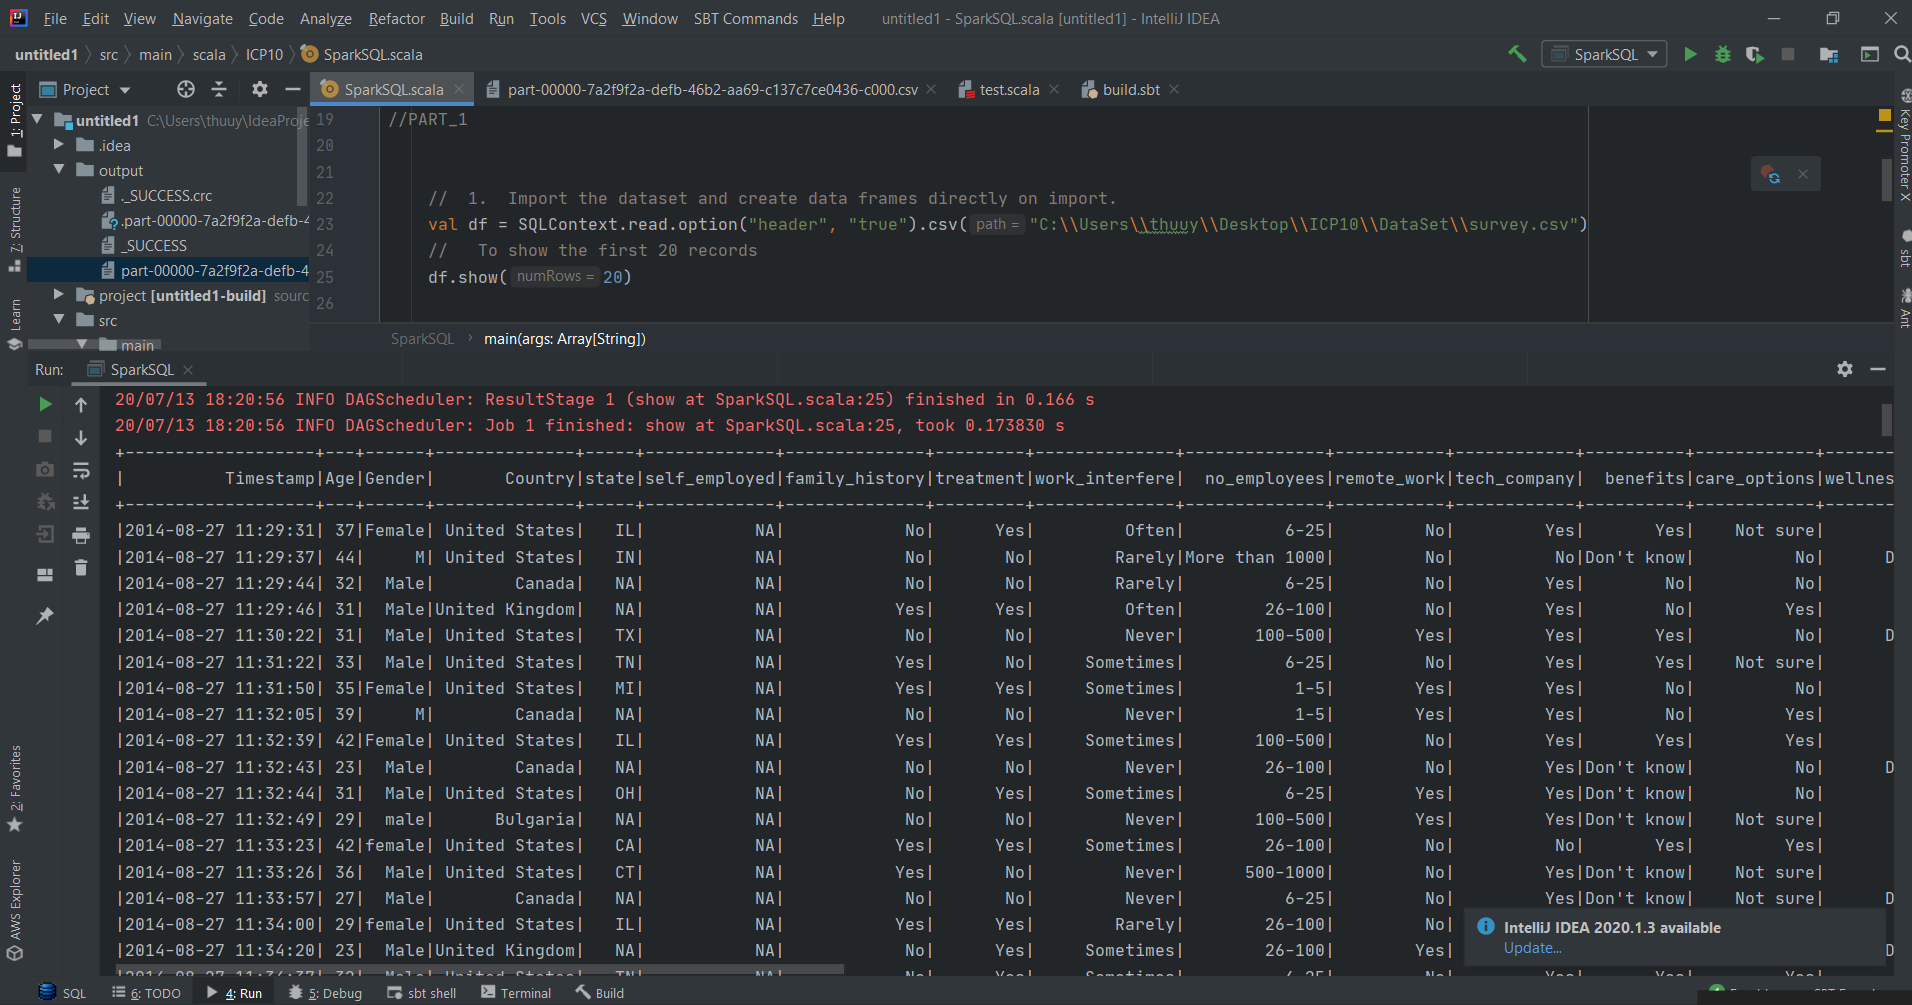 File Edit View Navigate Code Analyze Refactor Build Run Tools VCS Window SBT Commands Help untitled1 - SparkSQL.scala [untitled1] - IntelliJ IDEA
untitled1 src main scala ICP10 SparkSQL.scala SparkSQL
Project SparkSQL.scala part-00000-7a2f9f2a-defb-46b2-aa69-c137c7ce0436-c000.csv test.scala build.sbt
1: Project
7: Structure
Learn
2: Favorites
AWS Explorer
untitled1 C:\Users\thuuy\IdeaProje
.idea
output
._SUCCESS.crc
.part-00000-7a2f9f2a-defb-4
_SUCCESS
part-00000-7a2f9f2a-defb-4
project [untitled1-build] sourc
src
main
19 //PART_1
20
21
22 // 1. Import the dataset and create data frames directly on import.
23 val df = SQLContext.read.option("header", "true").csv( path = "C:\\Users\\thuuy\\Desktop\\ICP10\\DataSet\\survey.csv")
24 // To show the first 20 records
25 df.show( numRows = 20)
26
SparkSQL main(args: Array[String])
Key Promoter X
sbt
Ant
Run: SparkSQL
20/07/13 18:20:56 INFO DAGScheduler: ResultStage 1 (show at SparkSQL.scala:25) finished in 0.166 s
20/07/13 18:20:56 INFO DAGScheduler: Job 1 finished: show at SparkSQL.scala:25, took 0.173830 s
+-------------------+---+------+--------------+-----+-------------+--------------+---------+--------------+--------------+-----------+------------+----------+------------+-------
| Timestamp|Age|Gender| Country|state|self_employed|family_history|treatment|work_interfere| no_employees|remote_work|tech_company| benefits|care_options|wellnes
+-------------------+---+------+--------------+-----+-------------+--------------+---------+--------------+--------------+-----------+------------+----------+------------+-------
|2014-08-27 11:29:31| 37|Female| United States| IL| NA| No| Yes| Often| 6-25| No| Yes| Yes| Not sure|
|2014-08-27 11:29:37| 44| M| United States| IN| NA| No| No| Rarely|More than 1000| No| No|Don't know| No| D
|2014-08-27 11:29:44| 32| Male| Canada| NA| NA| No| No| Rarely| 6-25| No| Yes| No| No|
|2014-08-27 11:29:46| 31| Male|United Kingdom| NA| NA| Yes| Yes| Often| 26-100| No| Yes| No| Yes|
|2014-08-27 11:30:22| 31| Male| United States| TX| NA| No| No| Never| 100-500| Yes| Yes| Yes| No| D
|2014-08-27 11:31:22| 33| Male| United States| TN| NA| Yes| No| Sometimes| 6-25| No| Yes| Yes| Not sure|
|2014-08-27 11:31:50| 35|Female| United States| MI| NA| Yes| Yes| Sometimes| 1-5| Yes| Yes| No| No|
|2014-08-27 11:32:05| 39| M| Canada| NA| NA| No| No| Never| 1-5| Yes| Yes| No| Yes|
|2014-08-27 11:32:39| 42|Female| United States| IL| NA| Yes| Yes| Sometimes| 100-500| No| Yes| Yes| Yes|
|2014-08-27 11:32:43| 23| Male| Canada| NA| NA| No| No| Never| 26-100| No| Yes|Don't know| No| D
|2014-08-27 11:32:44| 31| Male| United States| OH| NA| No| Yes| Sometimes| 6-25| Yes| Yes|Don't know| No|
|2014-08-27 11:32:49| 29| male| Bulgaria| NA| NA| No| No| Never| 100-500| Yes| Yes|Don't know| Not sure|
|2014-08-27 11:33:23| 42|female| United States| CA| NA| Yes| Yes| Sometimes| 26-100| No| No| Yes| Yes|
|2014-08-27 11:33:26| 36| Male| United States| CT| NA| Yes| No| Never| 500-1000| No| Yes|Don't know| Not sure|
|2014-08-27 11:33:57| 27| Male| Canada| NA| NA| No| No| Never| 6-25| No| Yes|Don't know| Not sure| D
|2014-08-27 11:34:00| 29|female| United States| IL| NA| Yes| Yes| Rarely| 26-100| No|
|2014-08-27 11:34:20| 23| Male|United Kingdom| NA| NA| No| Yes| Sometimes| 26-100| Yes| D
IntelliJ IDEA 2020.1.3 available
Update...
SQL 6: TODO 4: Run 5: Debug sbt shell Terminal Build